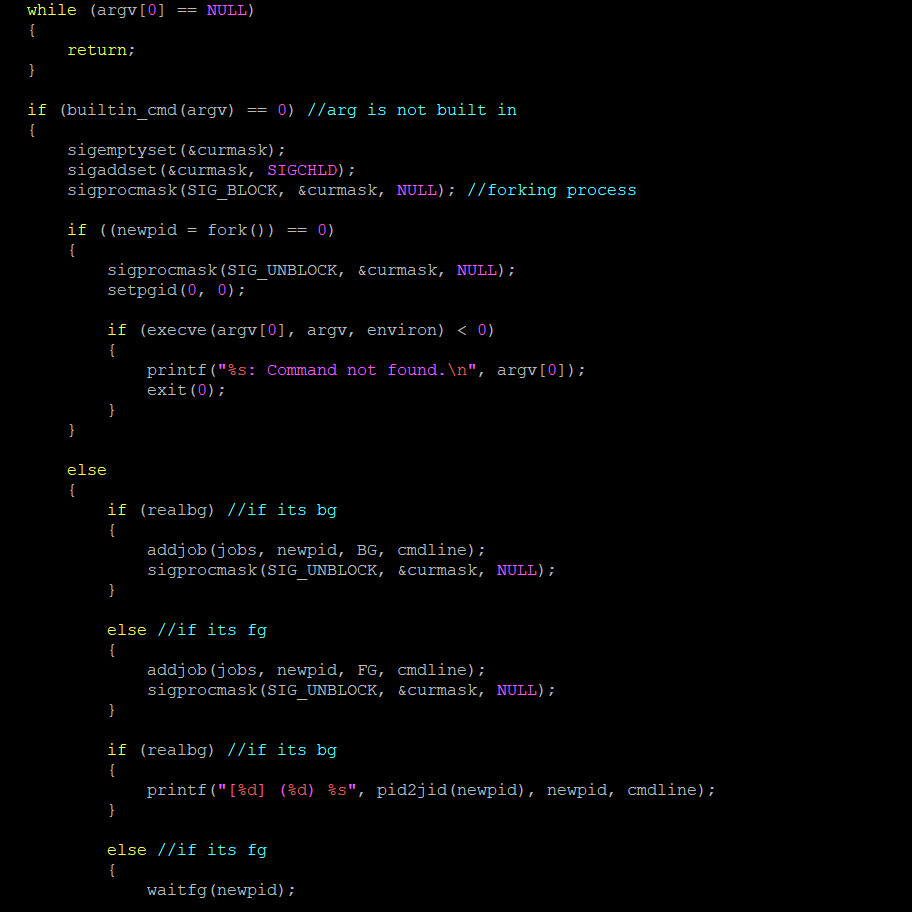 while (argv[0] == NULL)
{
    return;
}

if (builtin_cmd(argv) == 0) //arg is not built in
{
    sigemptyset(&curmask);
    sigaddset(&curmask, SIGCHLD);
    sigprocmask(SIG_BLOCK, &curmask, NULL); //forking process

    if ((newpid = fork()) == 0)
    {
        sigprocmask(SIG_UNBLOCK, &curmask, NULL);
        setpgid(0, 0);

        if (execve(argv[0], argv, environ) < 0)
        {
            printf("%s: Command not found.\n", argv[0]);
            exit(0);
        }
    }

    else
    {
        if (realbg) //if its bg
        {
            addjob(jobs, newpid, BG, cmdline);
            sigprocmask(SIG_UNBLOCK, &curmask, NULL);
        }

        else //if its fg
        {
            addjob(jobs, newpid, FG, cmdline);
            sigprocmask(SIG_UNBLOCK, &curmask, NULL);
        }

        if (realbg) //if its bg
        {
            printf("[%d] (%d) %s", pid2jid(newpid), newpid, cmdline);
        }

        else //if its fg
        {
            waitfg(newpid);